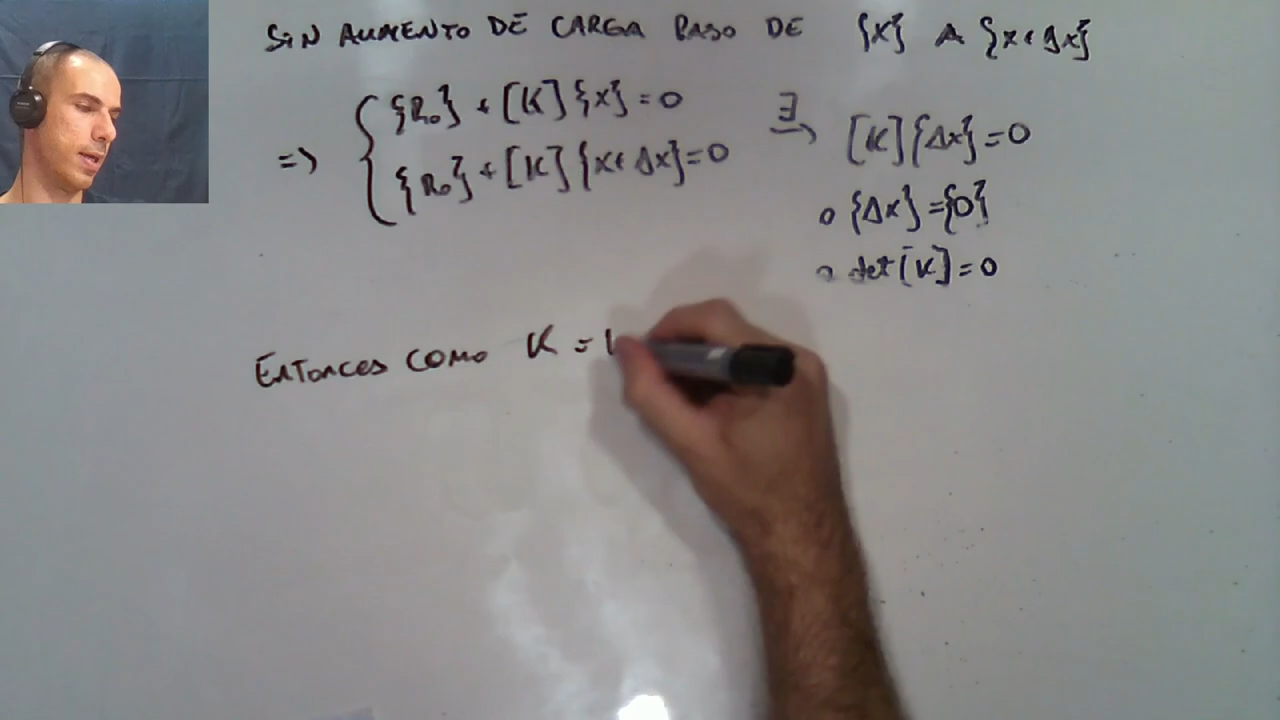 SIN AUMENTO DE CARGA PASO DE {x} A {x+gx}
{R₀} + [K]{x}=0
=> {R₀} + [K]{x+Δx}=0
∃ → [K]{Δx}=0
o {Δx}={0}
o det[K]=0
ENTONCES COMO K =